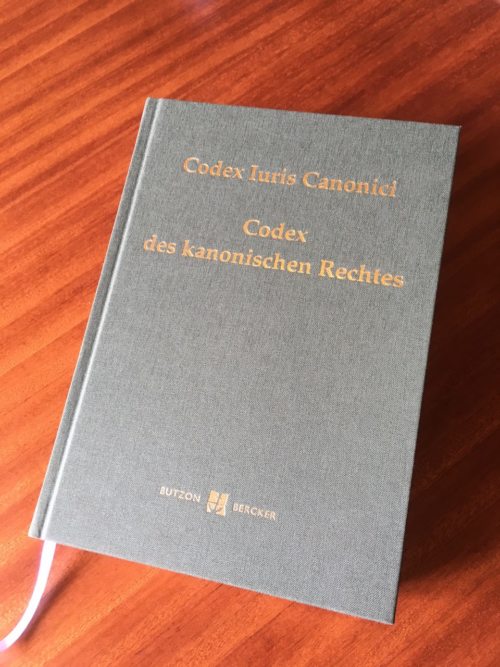 Codex Iuris Canonici
Codex
des kanonischen Rechtes
BUTZON BERCKER